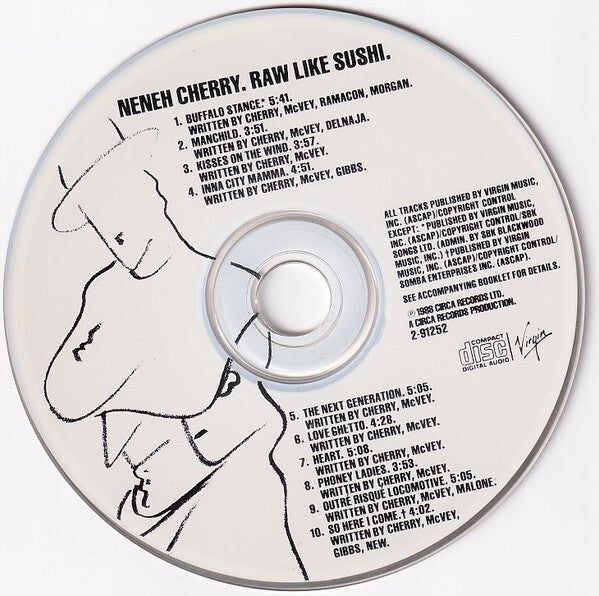 NENEH CHERRY. RAW LIKE SUSHI.
1. BUFFALO STANCE.* 5:41.
WRITTEN BY CHERRY, McVEY, RAMACON, MORGAN.
2. MANCHILD. 3:51.
WRITTEN BY CHERRY, McVEY, DELNAJA.
3. KISSES ON THE WIND. 3:57.
WRITTEN BY CHERRY, McVEY.
4. INNA CITY MAMMA. 4:51.
WRITTEN BY CHERRY, McVEY, GIBBS.
ALL TRACKS PUBLISHED BY VIRGIN MUSIC,
INC. (ASCAP)/COPYRIGHT CONTROL
EXCEPT: * PUBLISHED BY VIRGIN MUSIC,
INC. (ASCAP)/COPYRIGHT CONTROL/SBK
SONGS LTD. (ADMIN. BY SBK BLACKWOOD
MUSIC, INC.) †PUBLISHED BY VIRGIN
MUSIC, INC. (ASCAP)/COPYRIGHT CONTROL/
SOMBA ENTERPRISES INC. (ASCAP).
SEE ACCOMPANYING BOOKLET FOR DETAILS.
℗ 1988 CIRCA RECORDS LTD.
A CIRCA RECORDS PRODUCTION.
2-91252
COMPACT
disc
DIGITAL AUDIO
Virgin
5. THE NEXT GENERATION. 5:05.
WRITTEN BY CHERRY, McVEY.
6. LOVE GHETTO. 4:28.
WRITTEN BY CHERRY, McVEY.
7. HEART. 5:08.
WRITTEN BY CHERRY, McVEY.
8. PHONEY LADIES. 3:53.
WRITTEN BY CHERRY, McVEY.
9. OUTRÉ RISQUÉ LOCOMOTIVE. 5:05.
WRITTEN BY CHERRY, McVEY, MALONE.
10. SO HERE I COME.† 4:02.
WRITTEN BY CHERRY, McVEY,
GIBBS, NEW.